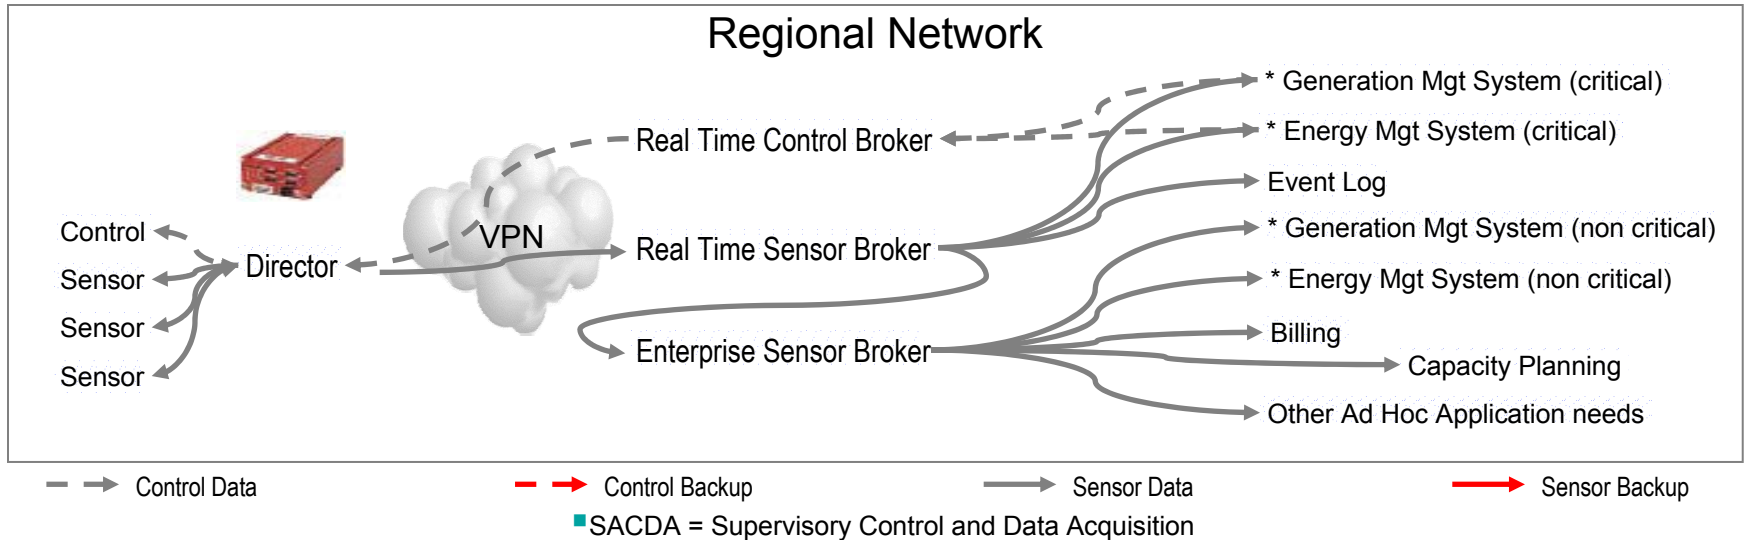 Regional Network
* Generation Mgt System (critical)
Real Time Control Broker
* Energy Mgt System (critical)
Event Log
Control
VPN
* Generation Mgt System (non critical)
Director
Real Time Sensor Broker
Sensor
* Energy Mgt System (non critical)
Sensor
Billing
Enterprise Sensor Broker
Capacity Planning
Sensor
Other Ad Hoc Application needs
Control Data
Control Backup
Sensor Data
Sensor Backup
SACDA = Supervisory Control and Data Acquisition